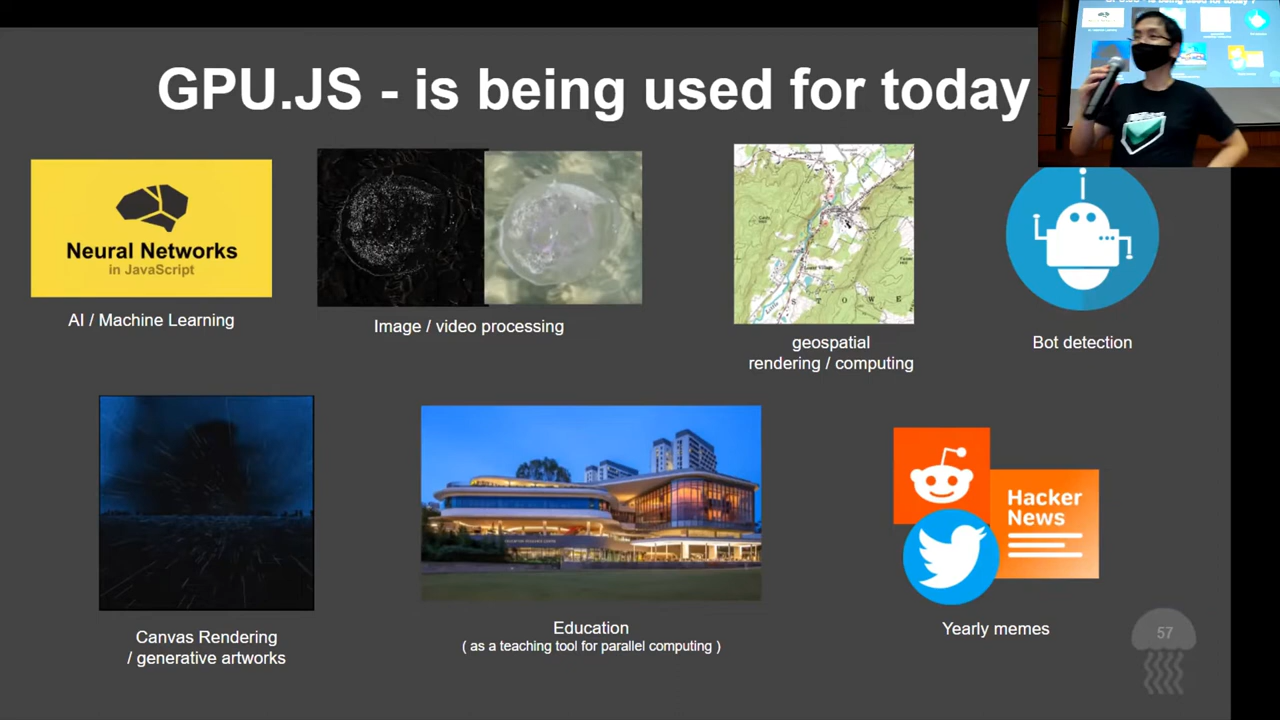 GPU.JS - is being used for today
Neural Networks
in JavaScript
AI / Machine Learning
Image / video processing
geospatial
rendering / computing
Bot detection
Canvas Rendering
/ generative artworks
Education
( as a teaching tool for parallel computing )
Hacker
News
Yearly memes
57